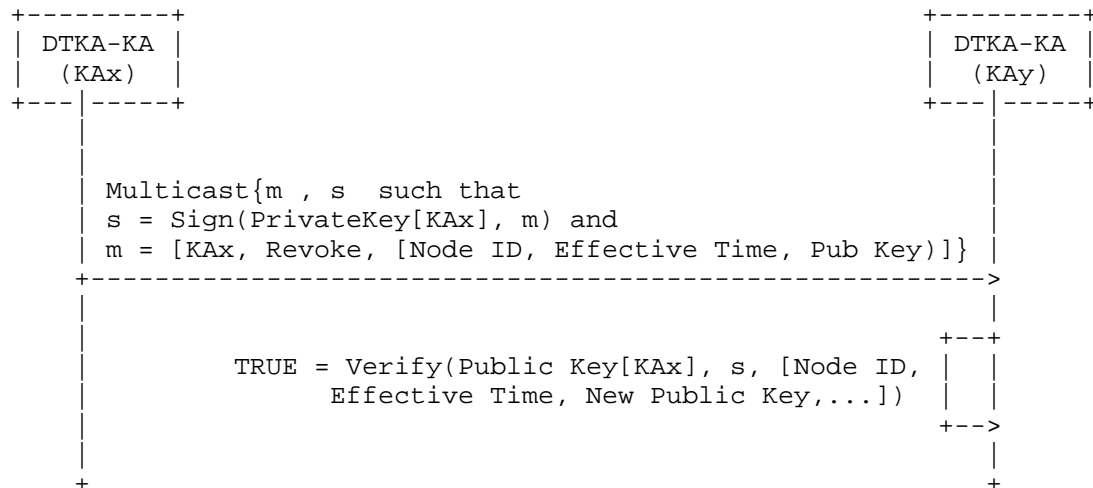 DTKA-KA DTKA-KA
(KAx) (KAy)
Multicast{m , s such that
s = Sign(PrivateKey[KAx], m) and
m = [KAx, Revoke, [Node ID, Effective Time, Pub Key)]}
TRUE = Verify(Public Key[KAx], s, [Node ID,
Effective Time, New Public Key,...])